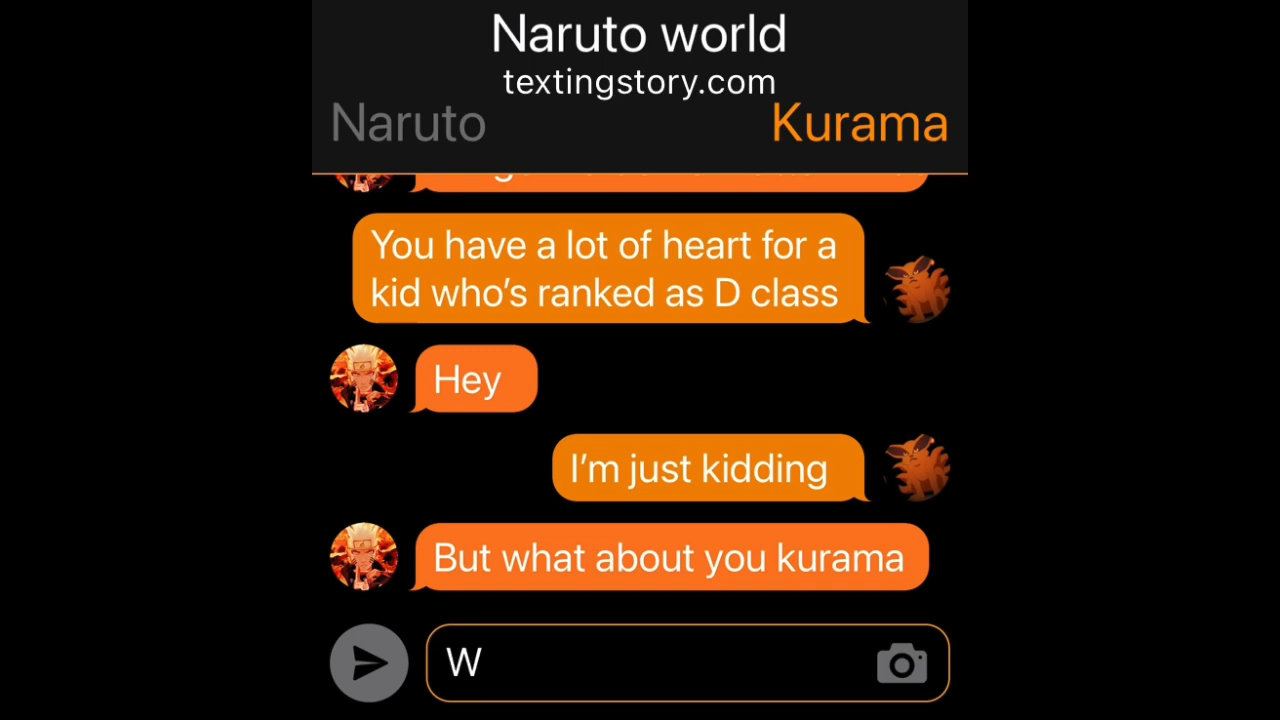 Naruto world
textingstory.com
Naruto
Kurama
You have a lot of heart for a
kid who’s ranked as D class
Hey
I’m just kidding
But what about you kurama
W